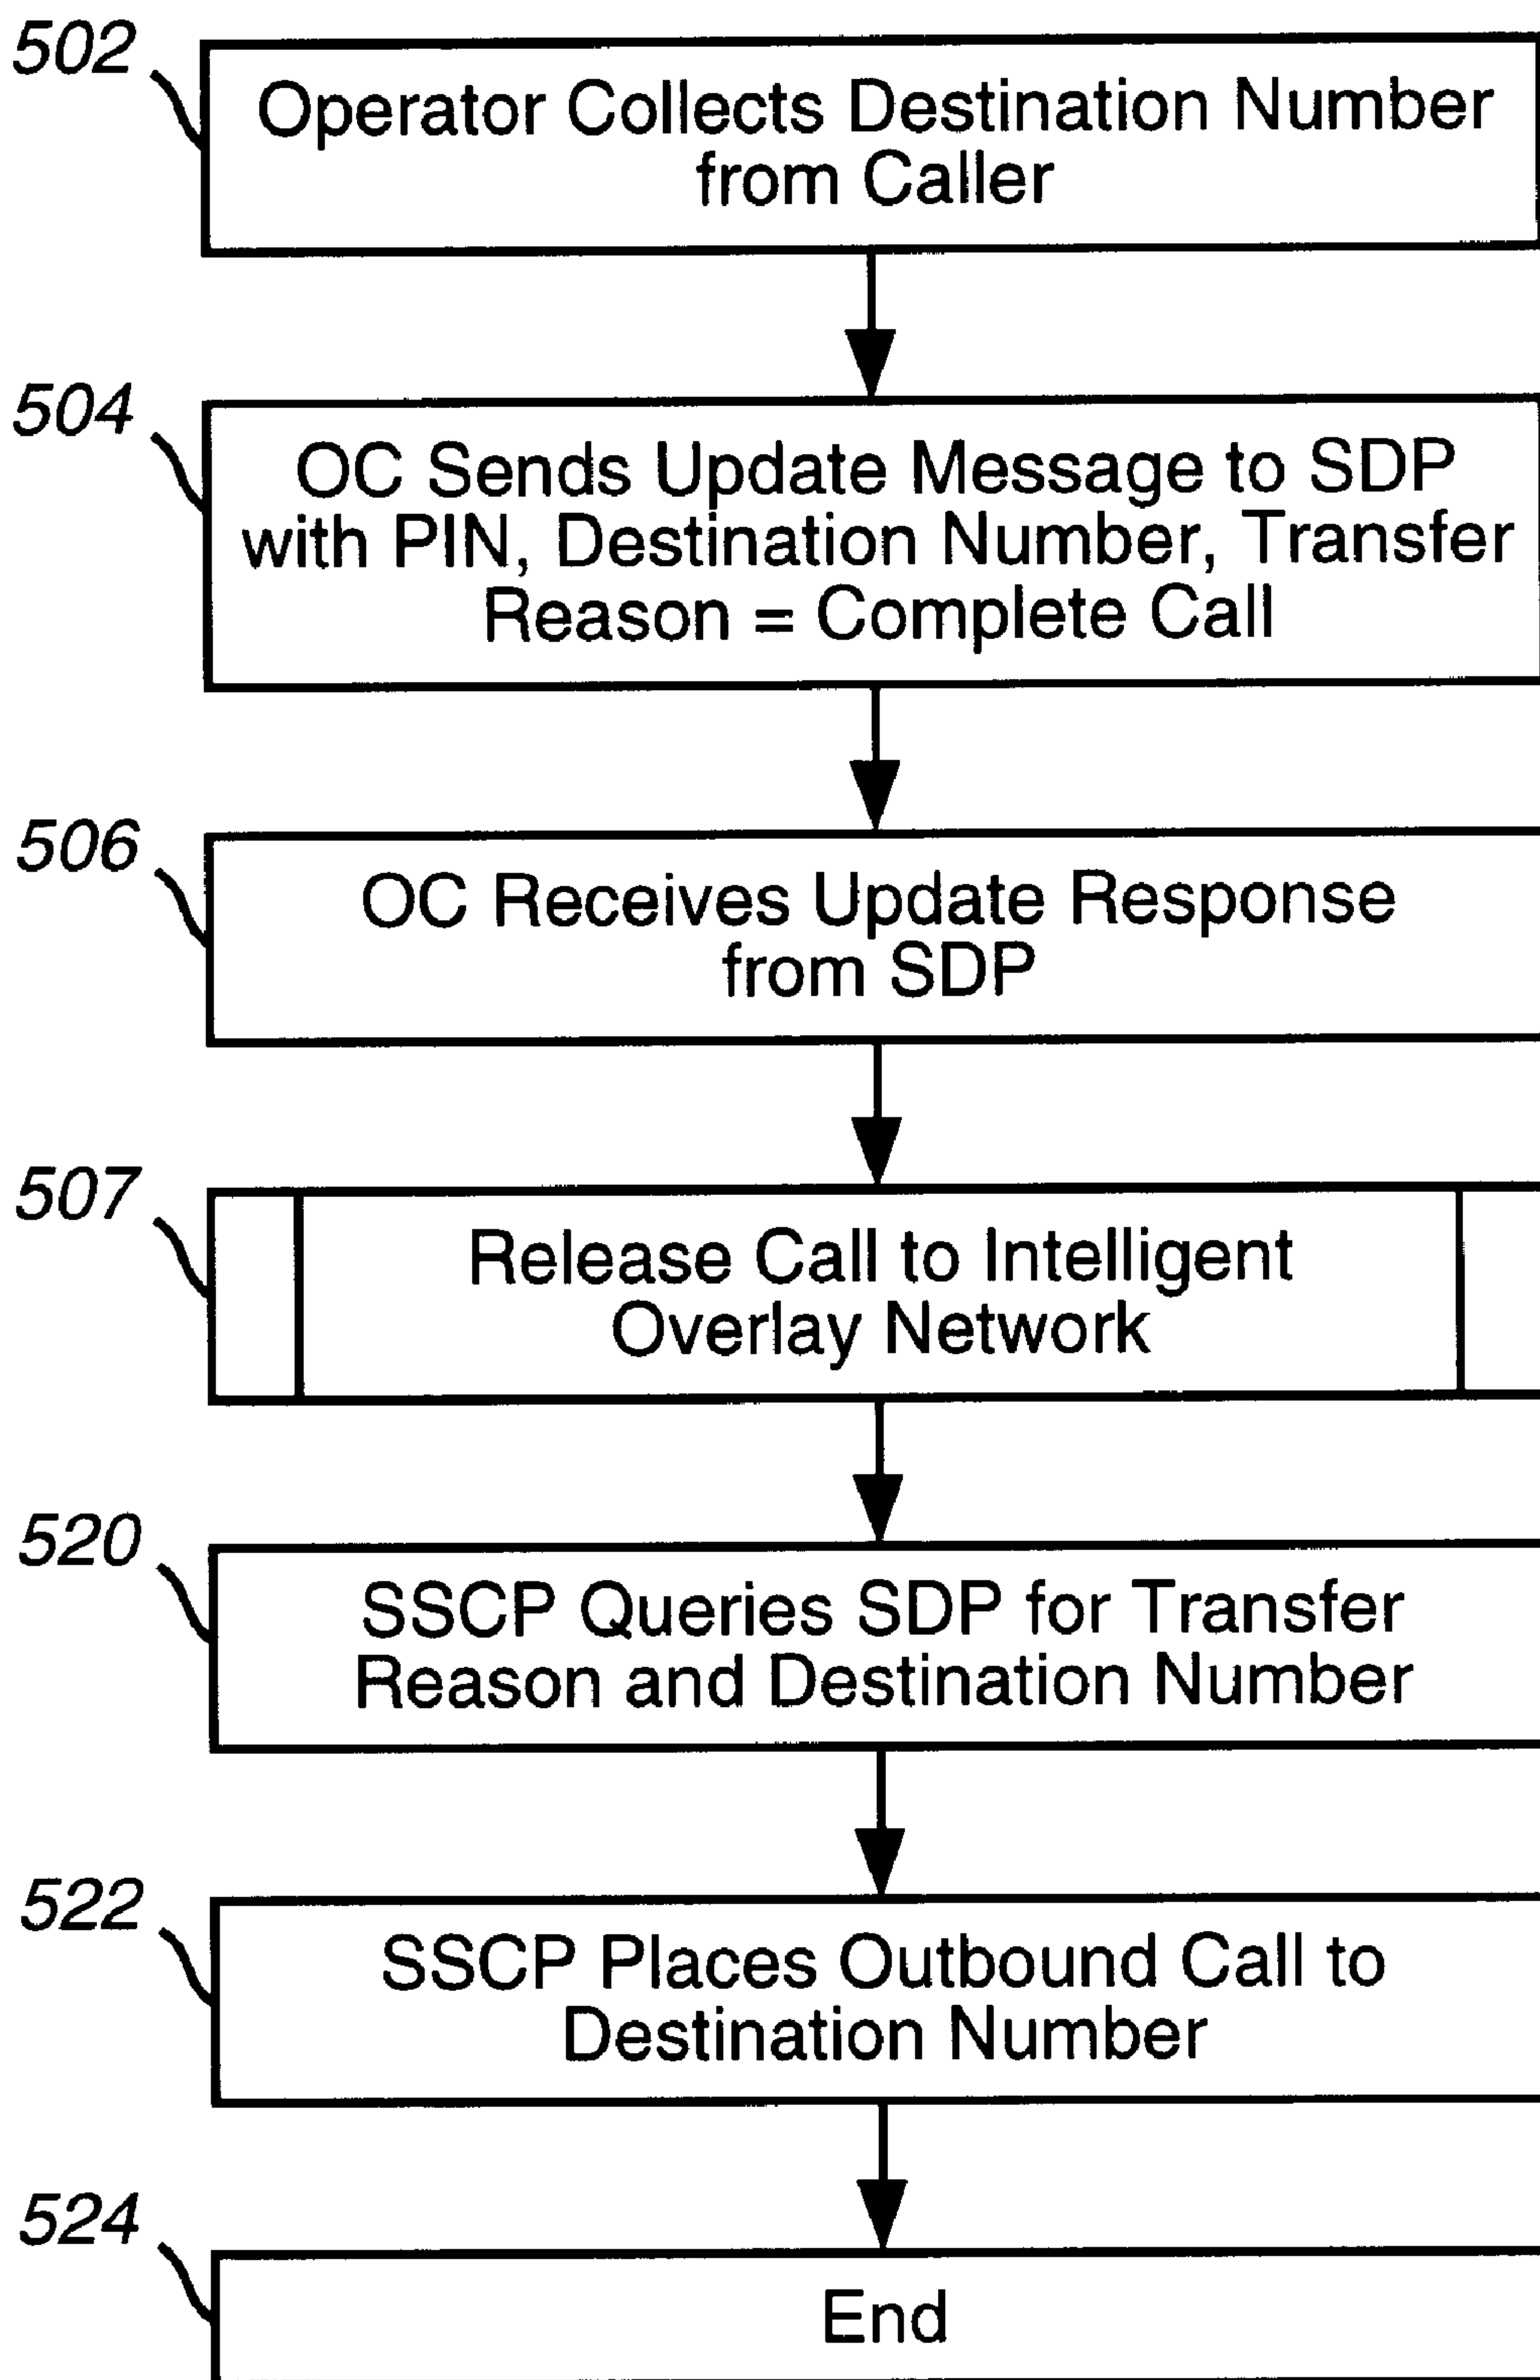 502
Operator Collects Destination Number
from Caller
504
OC Sends Update Message to SDP
with PIN, Destination Number, Transfer
Reason = Complete Call
506
OC Receives Update Response
from SDP
507
Release Call to Intelligent
Overlay Network
520
SSCP Queries SDP for Transfer
Reason and Destination Number
522
SSCP Places Outbound Call to
Destination Number
524
End